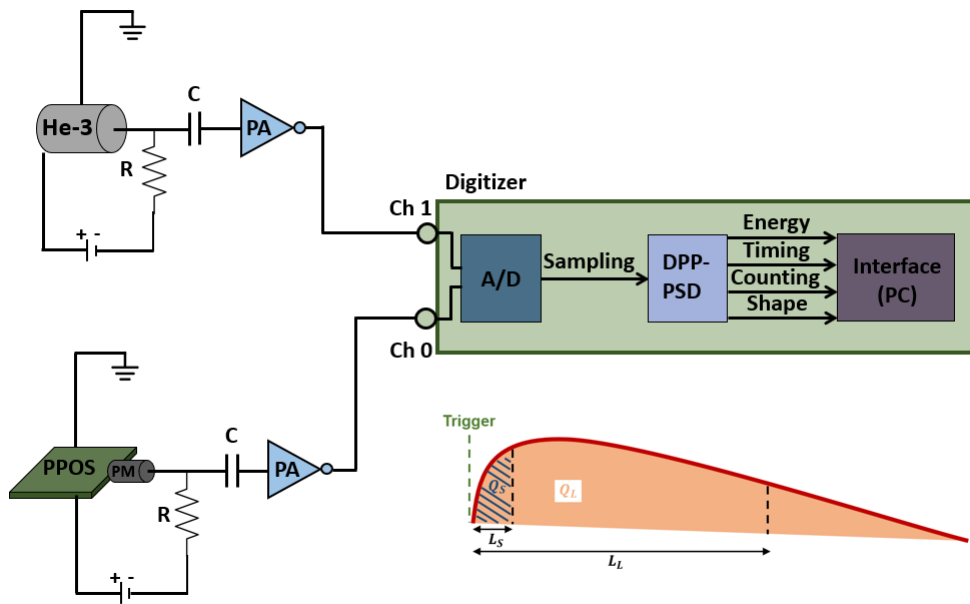 C
He-3
PA
R
+ -
Digitizer
Ch 1
Energy
Timing
Sampling
A/D
DPP-
PSD
Interface
(PC)
Counting
Shape
Ch 0
C
PPOS
PM
PA
R
+ -
Trigger
Q_S
Q_L
L_S
L_L